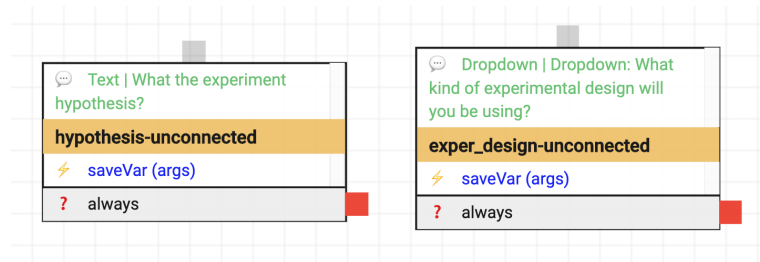 Text | What the experiment
hypothesis?
hypothesis-unconnected
saveVar (args)
? always
Dropdown | Dropdown: What
kind of experimental design will
you be using?
exper_design-unconnected
saveVar (args)
? always